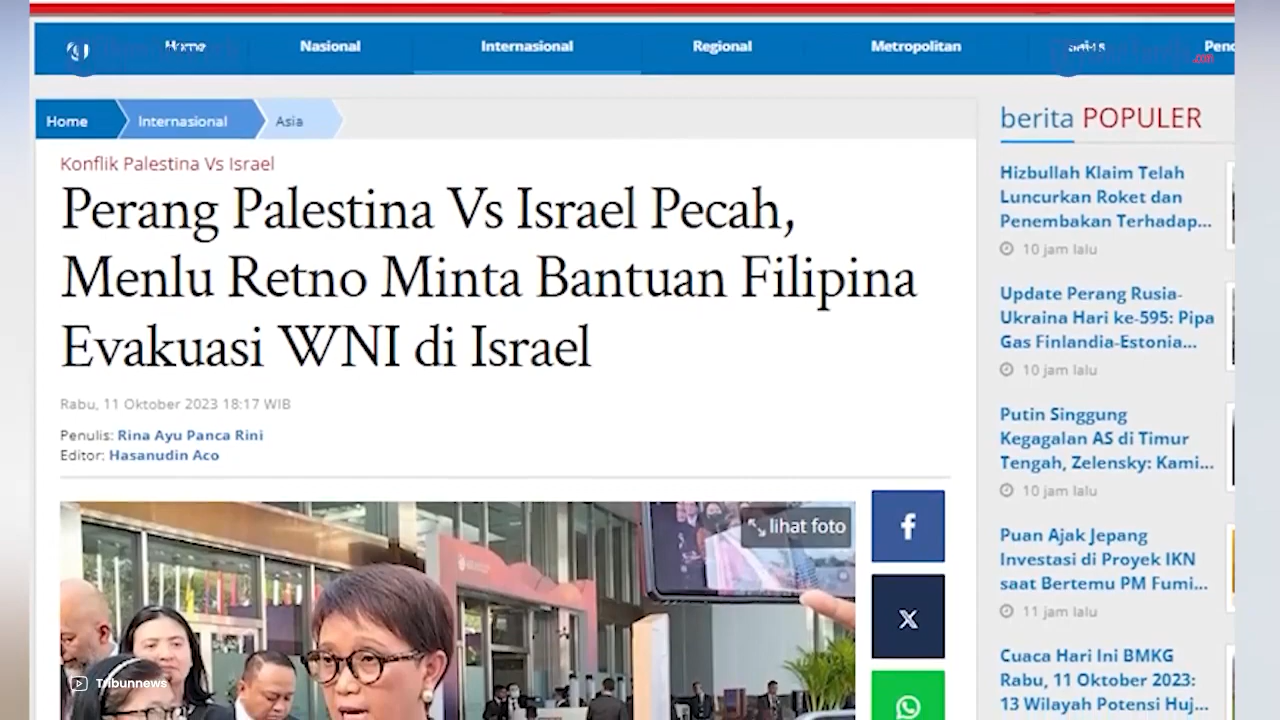 Home
Nasional
Internasional
Regional
Metropolitan
Home
Internasional
Asia
Konflik Palestina Vs Israel
Perang Palestina Vs Israel Pecah,
Menlu Retno Minta Bantuan Filipina
Evakuasi WNI di Israel
Rabu, 11 Oktober 2023 18:17 WIB
Penulis: Rina Ayu Panca Rini
Editor: Hasanudin Aco
lihat foto
Tribunnews
.com
berita POPULER
Hizbullah Klaim Telah
Luncurkan Roket dan
Penembakan Terhadap...
10 jam lalu
Update Perang Rusia-
Ukraina Hari ke-595: Pipa
Gas Finlandia-Estonia...
10 jam lalu
Putin Singgung
Kegagalan AS di Timur
Tengah, Zelensky: Kami...
10 jam lalu
Puan Ajak Jepang
Investasi di Proyek IKN
saat Bertemu PM Fumi...
11 jam lalu
Cuaca Hari Ini BMKG
Rabu, 11 Oktober 2023:
13 Wilayah Potensi Huj...